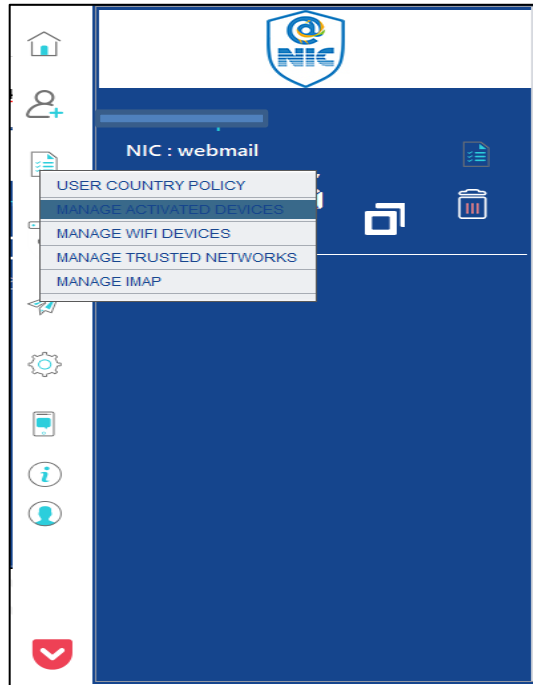 @
NIC
NIC : webmail
USER COUNTRY POLICY
MANAGE ACTIVATED DEVICES
MANAGE WIFI DEVICES
MANAGE TRUSTED NETWORKS
MANAGE IMAP
i